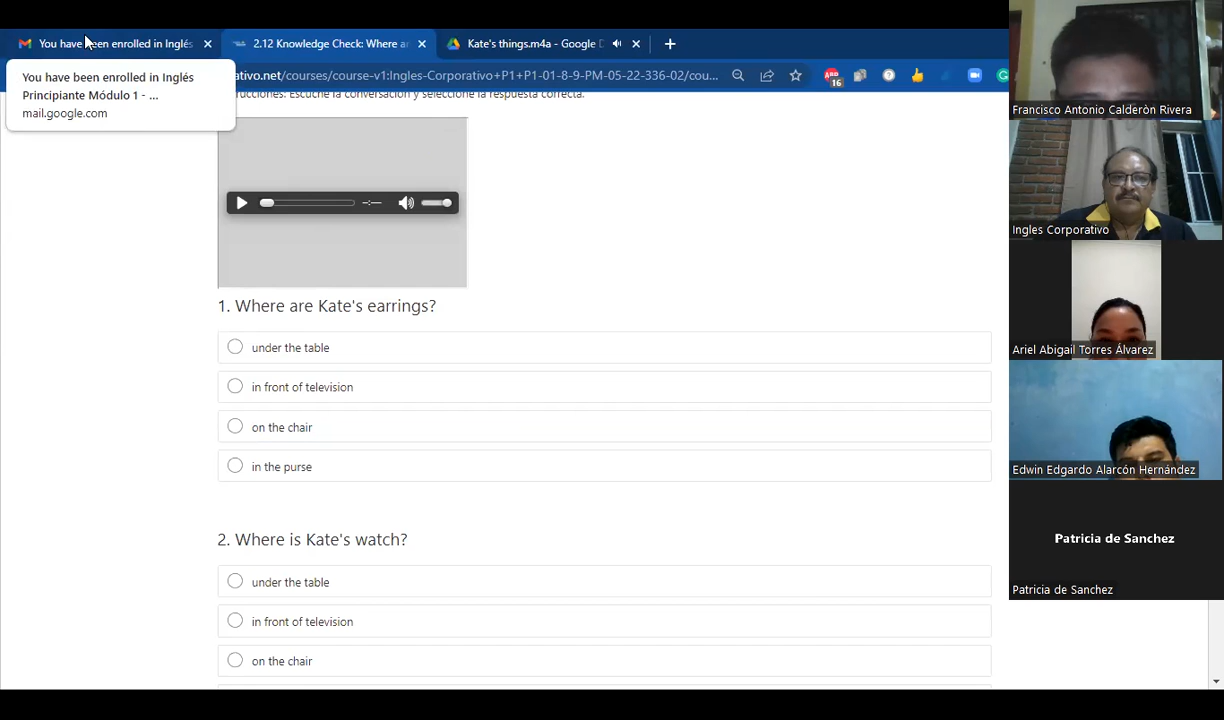 You have been enrolled in Inglés
2.12 Knowledge Check: Where ar
Kate's things.m4a - Google D
You have been enrolled in Inglés
Principiante Módulo 1 - ...
mail.google.com
ativo.net/courses/course-v1:Ingles-Corporativo+P1+P1-01-8-9-PM-05-22-336-02/cou...
ABP
16
rucciones: Escuche la conversación y seleccione la respuesta correcta.
-:--
1. Where are Kate's earrings?
under the table
in front of television
on the chair
in the purse
2. Where is Kate's watch?
under the table
in front of television
on the chair
Francisco Antonio Calderòn Rivera
Ingles Corporativo
Ariel Abigail Torres Álvarez
Edwin Edgardo Alarcón Hernández
Patricia de Sanchez
Patricia de Sanchez